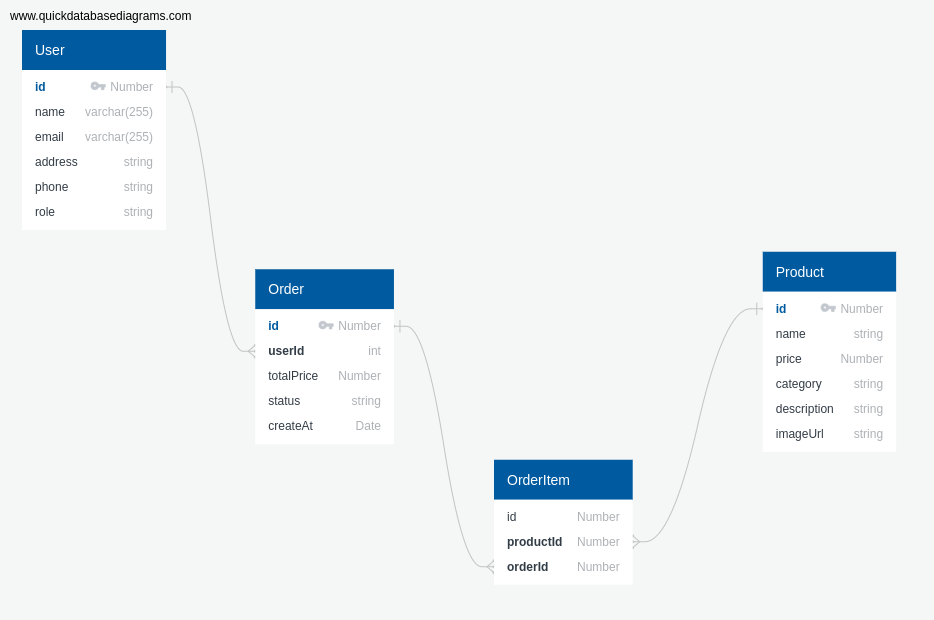 www.quickdatabasediagrams.com
User
id Number
name varchar(255)
email varchar(255)
address string
phone string
role string
Order
id Number
userId int
totalPrice Number
status string
createAt Date
OrderItem
id Number
productId Number
orderId Number
Product
id Number
name string
price Number
category string
description string
imageUrl string